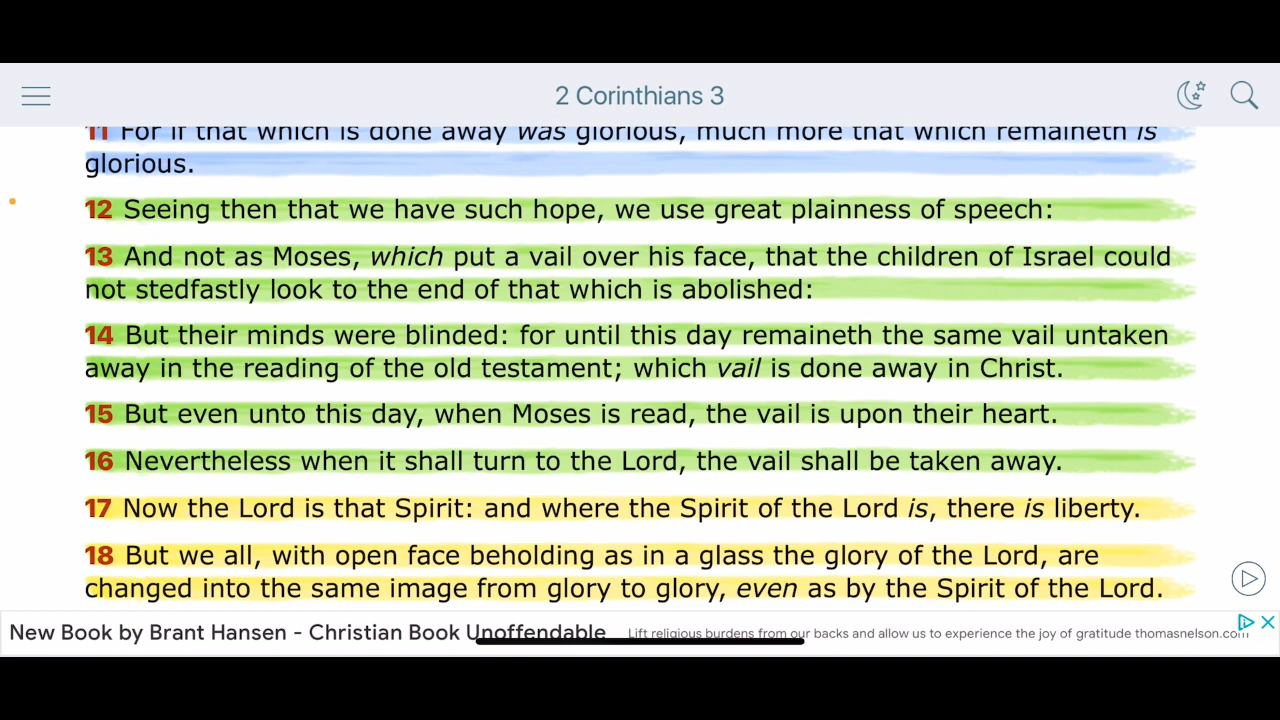 2 Corinthians 3
11 For if that which is done away was glorious, much more that which remaineth is
glorious.
12 Seeing then that we have such hope, we use great plainness of speech:
13 And not as Moses, which put a vail over his face, that the children of Israel could
not stedfastly look to the end of that which is abolished:
14 But their minds were blinded: for until this day remaineth the same vail untaken
away in the reading of the old testament; which vail is done away in Christ.
15 But even unto this day, when Moses is read, the vail is upon their heart.
16 Nevertheless when it shall turn to the Lord, the vail shall be taken away.
17 Now the Lord is that Spirit: and where the Spirit of the Lord is, there is liberty.
18 But we all, with open face beholding as in a glass the glory of the Lord, are
changed into the same image from glory to glory, even as by the Spirit of the Lord.
New Book by Brant Hansen - Christian Book Unoffendable Lift religious burdens from our backs and allow us to experience the joy of gratitude thomasnelson.com